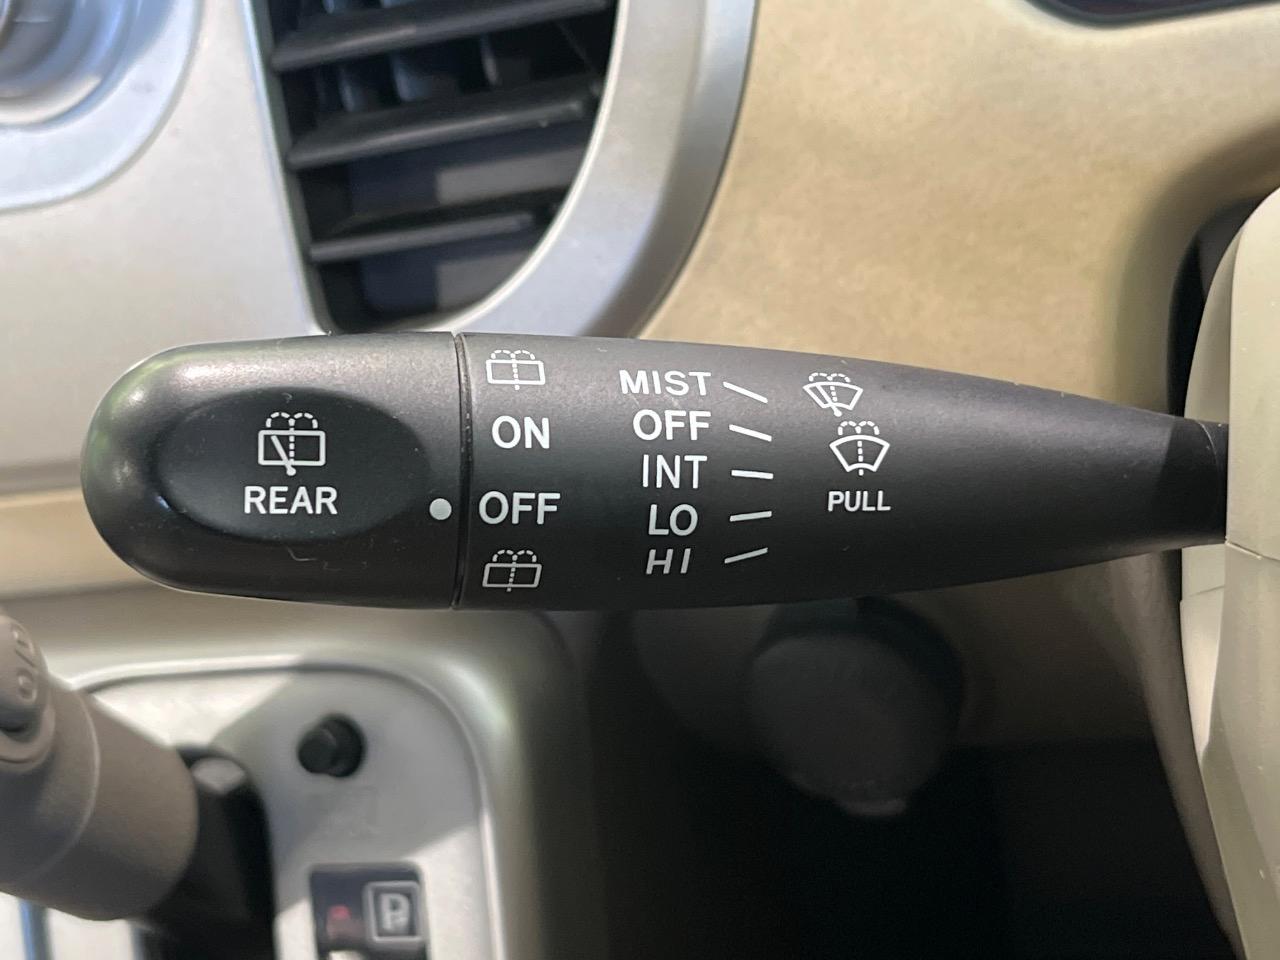 REAR
ON
OFF
MIST
OFF
INT
LO
HI
PULL
P